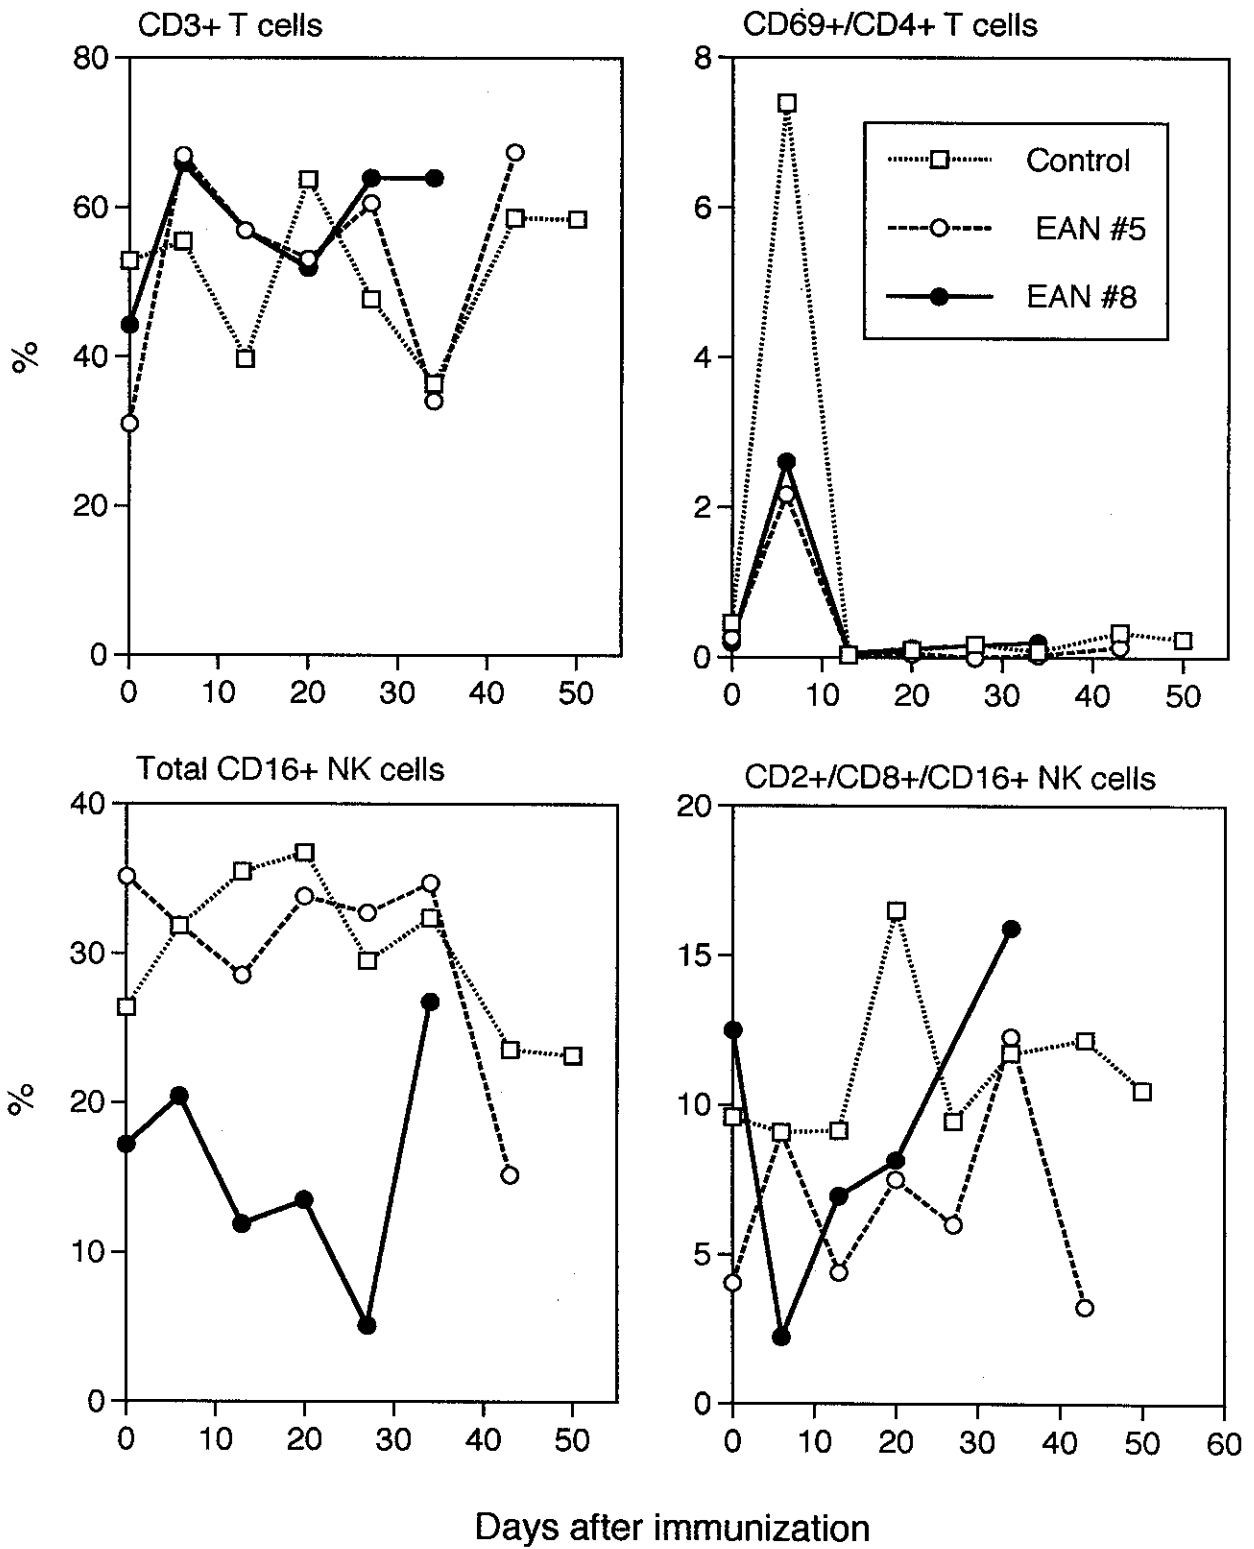 CD3+ T cells
80
60
40
20
0
%
0 10 20 30 40 50
CD69+/CD4+ T cells
8
6
4
2
0
Control
EAN #5
EAN #8
0 10 20 30 40 50
Total CD16+ NK cells
40
30
20
10
0
%
0 10 20 30 40 50
CD2+/CD8+/CD16+ NK cells
20
15
10
5
0
0 10 20 30 40 50 60
Days after immunization